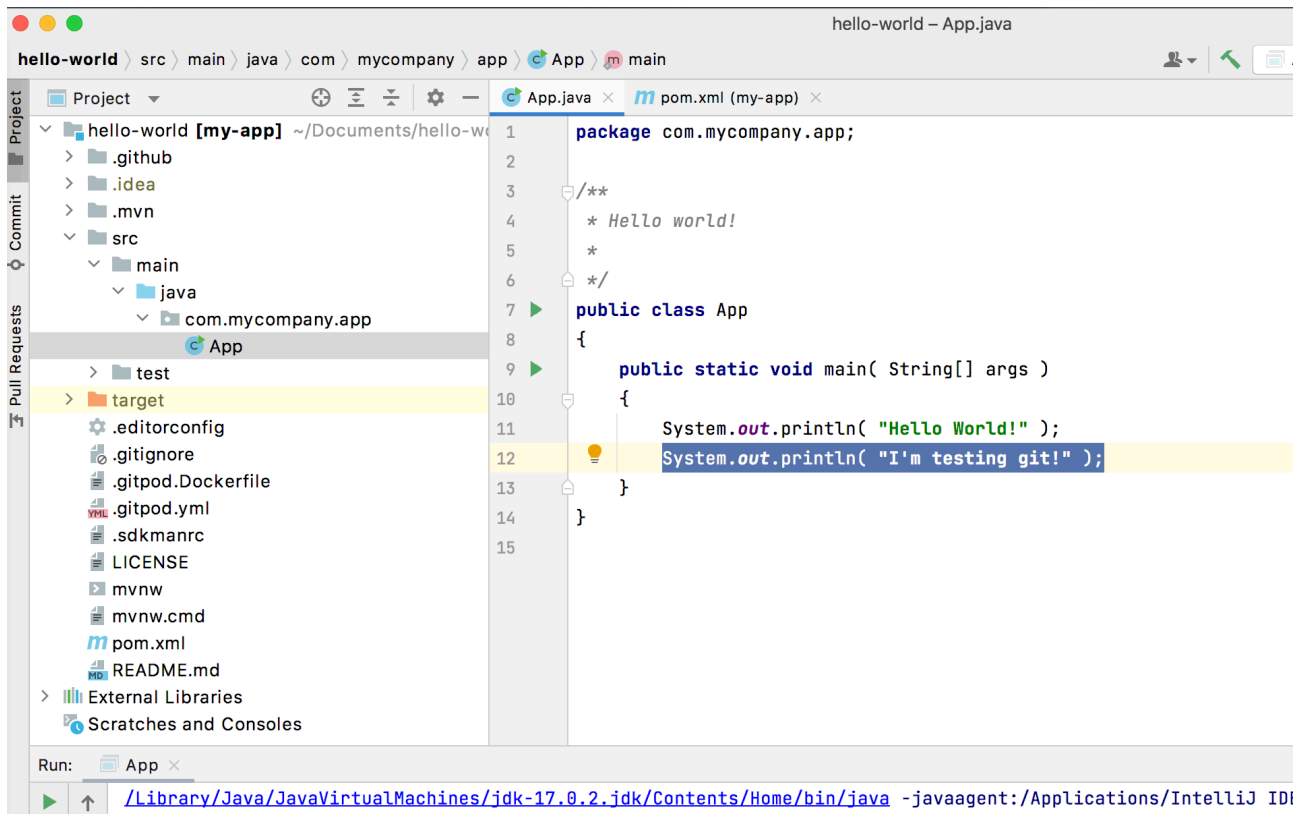 hello-world – App.java
hello-world 〉 src 〉 main 〉 java 〉 com 〉 mycompany 〉 app 〉 App 〉 m main
Project
Commit
Pull Requests
Project
hello-world [my-app] ~/Documents/hello-wo
.github
.idea
.mvn
src
main
java
com.mycompany.app
C App
test
target
.editorconfig
.gitignore
.gitpod.Dockerfile
YML .gitpod.yml
.sdkmanrc
LICENSE
mvnw
mvnw.cmd
m pom.xml
MD README.md
External Libraries
Scratches and Consoles
C App.java × m pom.xml (my-app) ×
1 package com.mycompany.app;
2
3 /**
4 * Hello world!
5 *
6 */
7 public class App
8 {
9 public static void main( String[] args )
10 {
11 System.out.println( "Hello World!" );
12 System.out.println( "I'm testing git!" );
13 }
14 }
15
Run: App ×
/Library/Java/JavaVirtualMachines/jdk-17.0.2.jdk/Contents/Home/bin/java -javaagent:/Applications/IntelliJ IDE